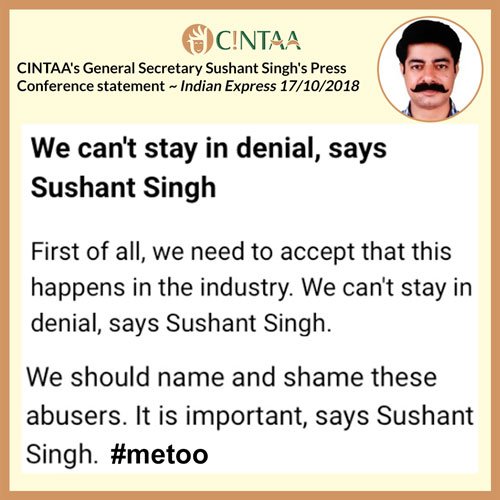 C!NTAA
CINTAA's General Secretary Sushant Singh's Press
Conference statement ~ Indian Express 17/10/2018
We can't stay in denial, says
Sushant Singh
First of all, we need to accept that this
happens in the industry. We can't stay in
denial, says Sushant Singh.
We should name and shame these
abusers. It is important, says Sushant
Singh. #metoo